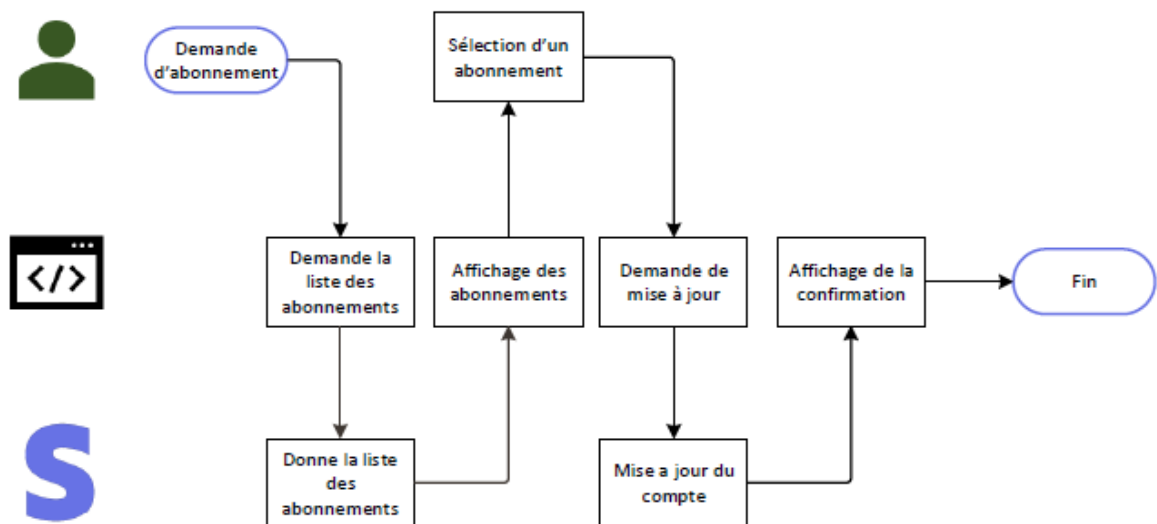 Demande
d'abonnement
Sélection d'un
abonnement
</>
Demande la
liste des
abonnements
Affichage des
abonnements
Demande de
mise à jour
Affichage de la
confirmation
Fin
S
Donne la liste
des
abonnements
Mise a jour du
compte